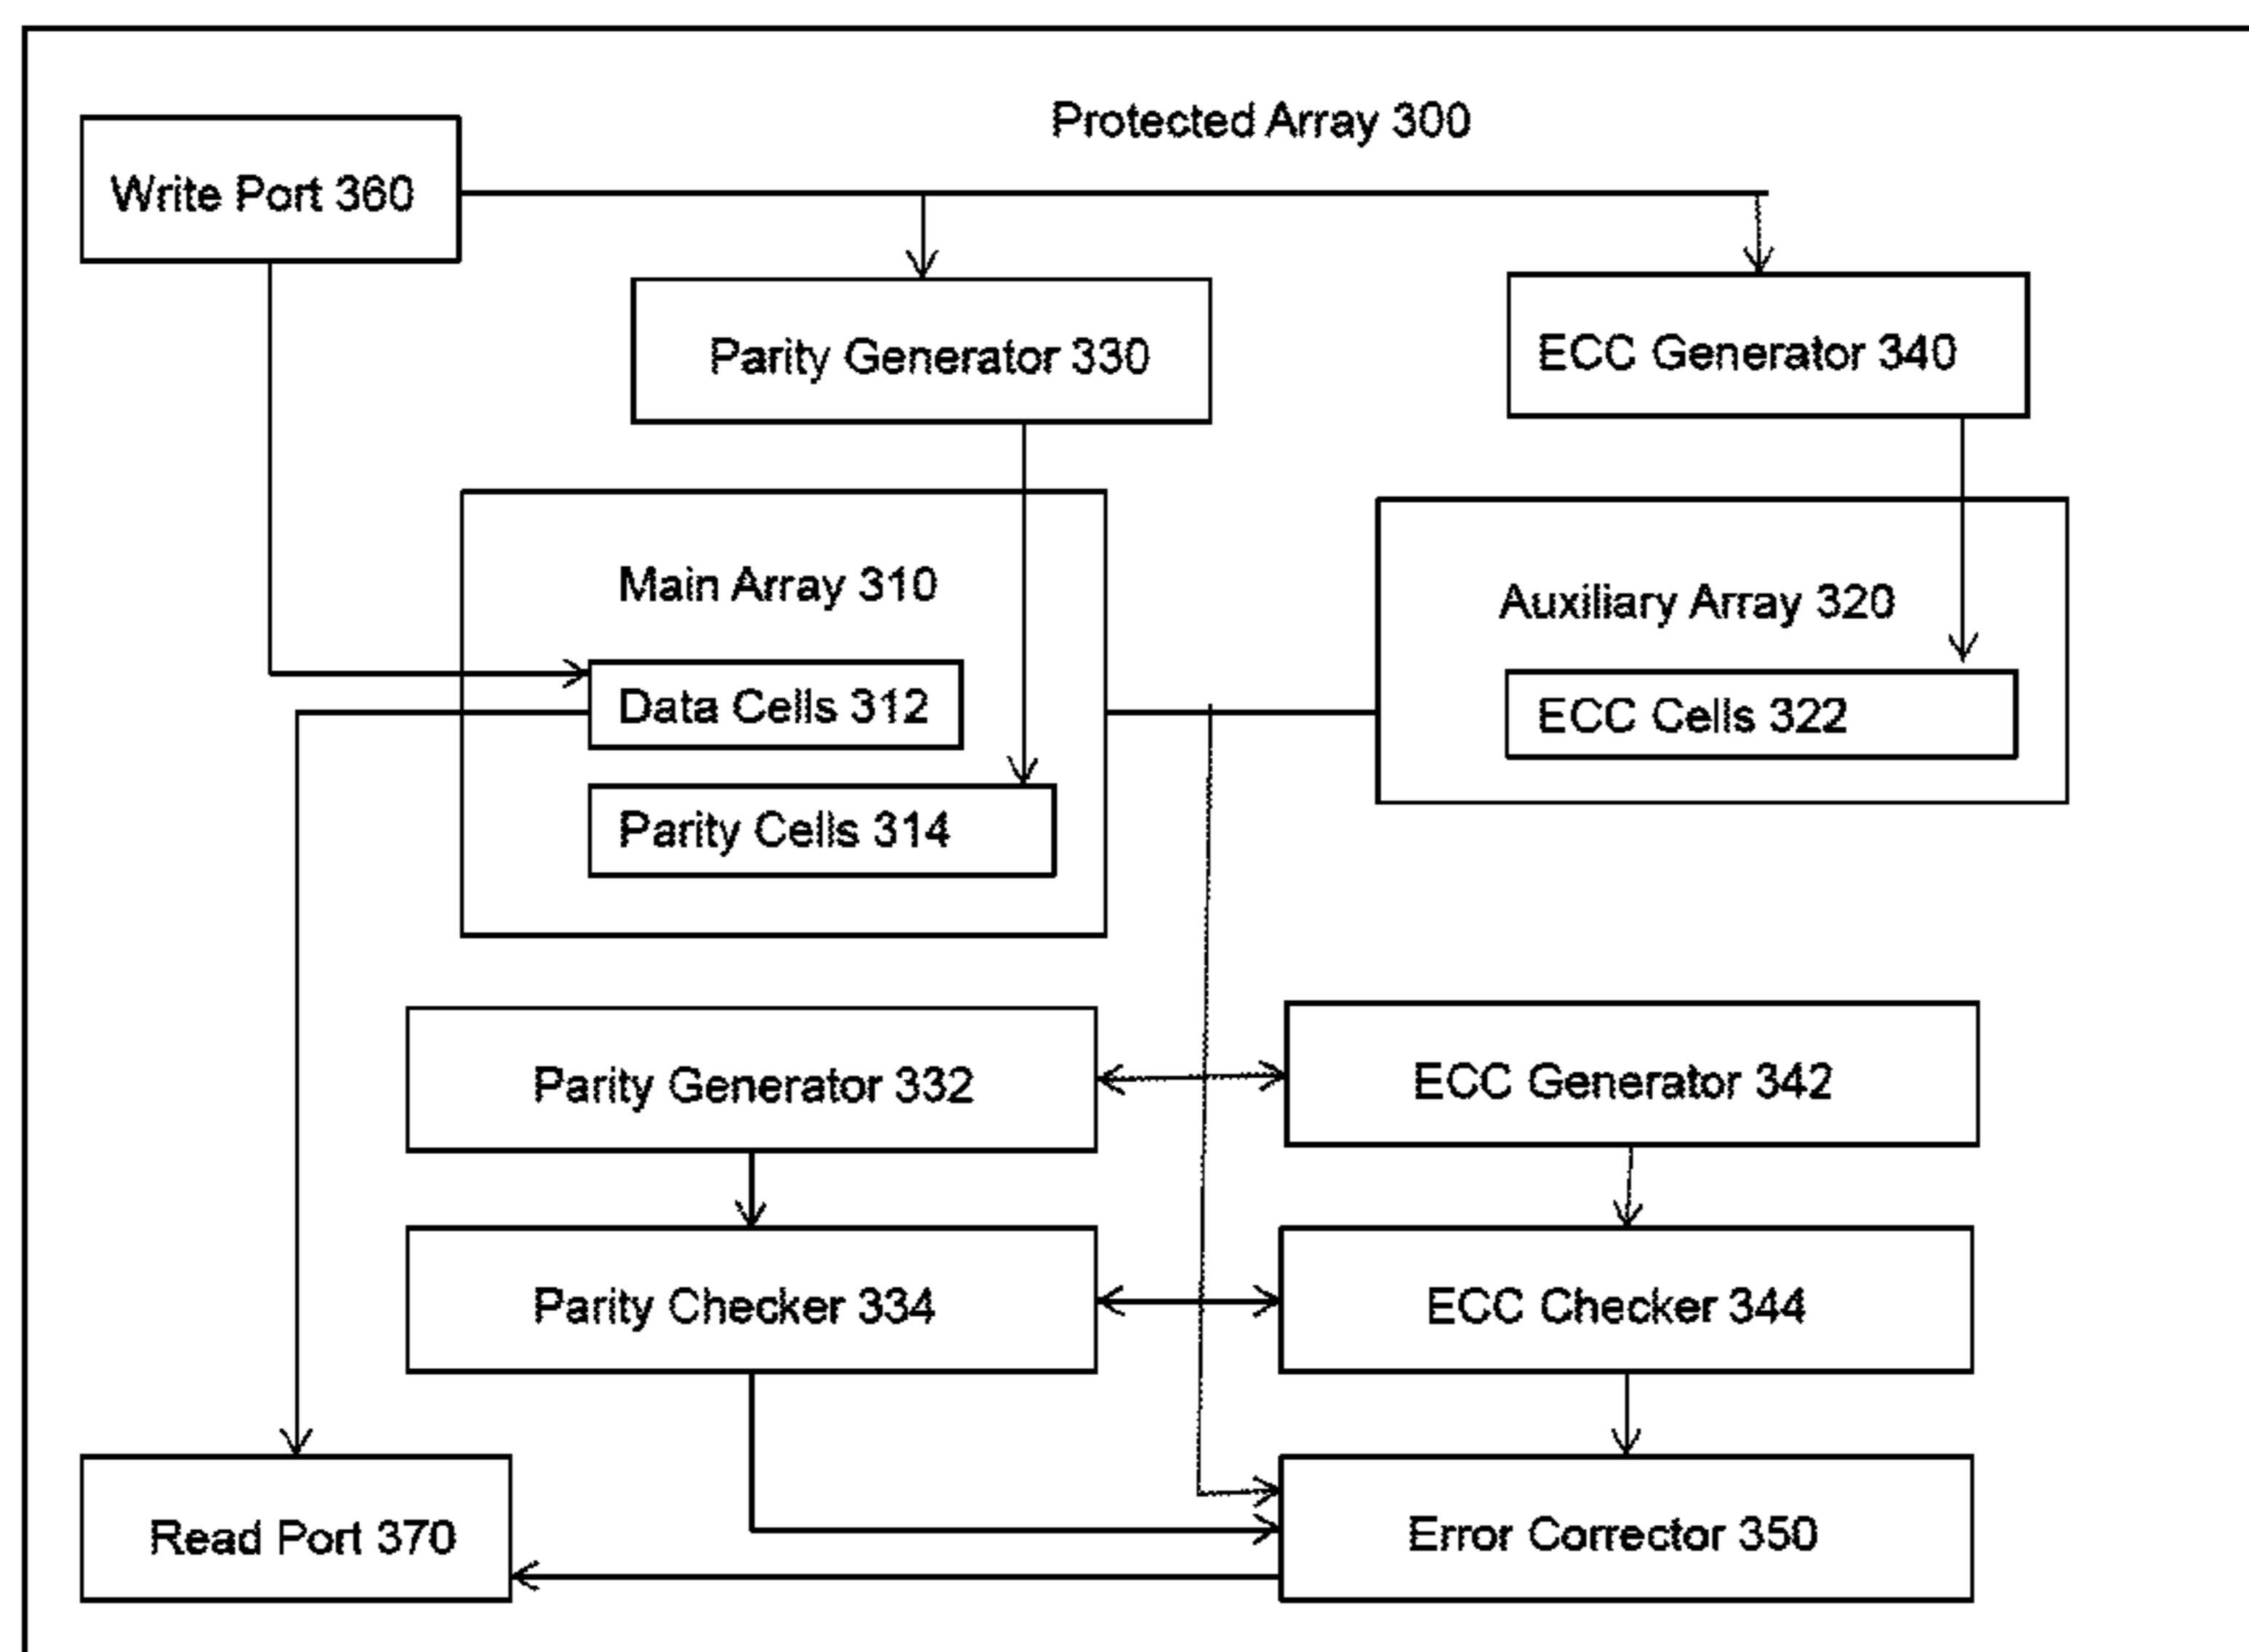 Protected Array 300
Write Port 360
Parity Generator 330
ECC Generator 340
Main Array 310
Auxiliary Array 320
Data Cells 312
ECC Cells 322
Parity Cells 314
Parity Generator 332
ECC Generator 342
Parity Checker 334
ECC Checker 344
Read Port 370
Error Corrector 350